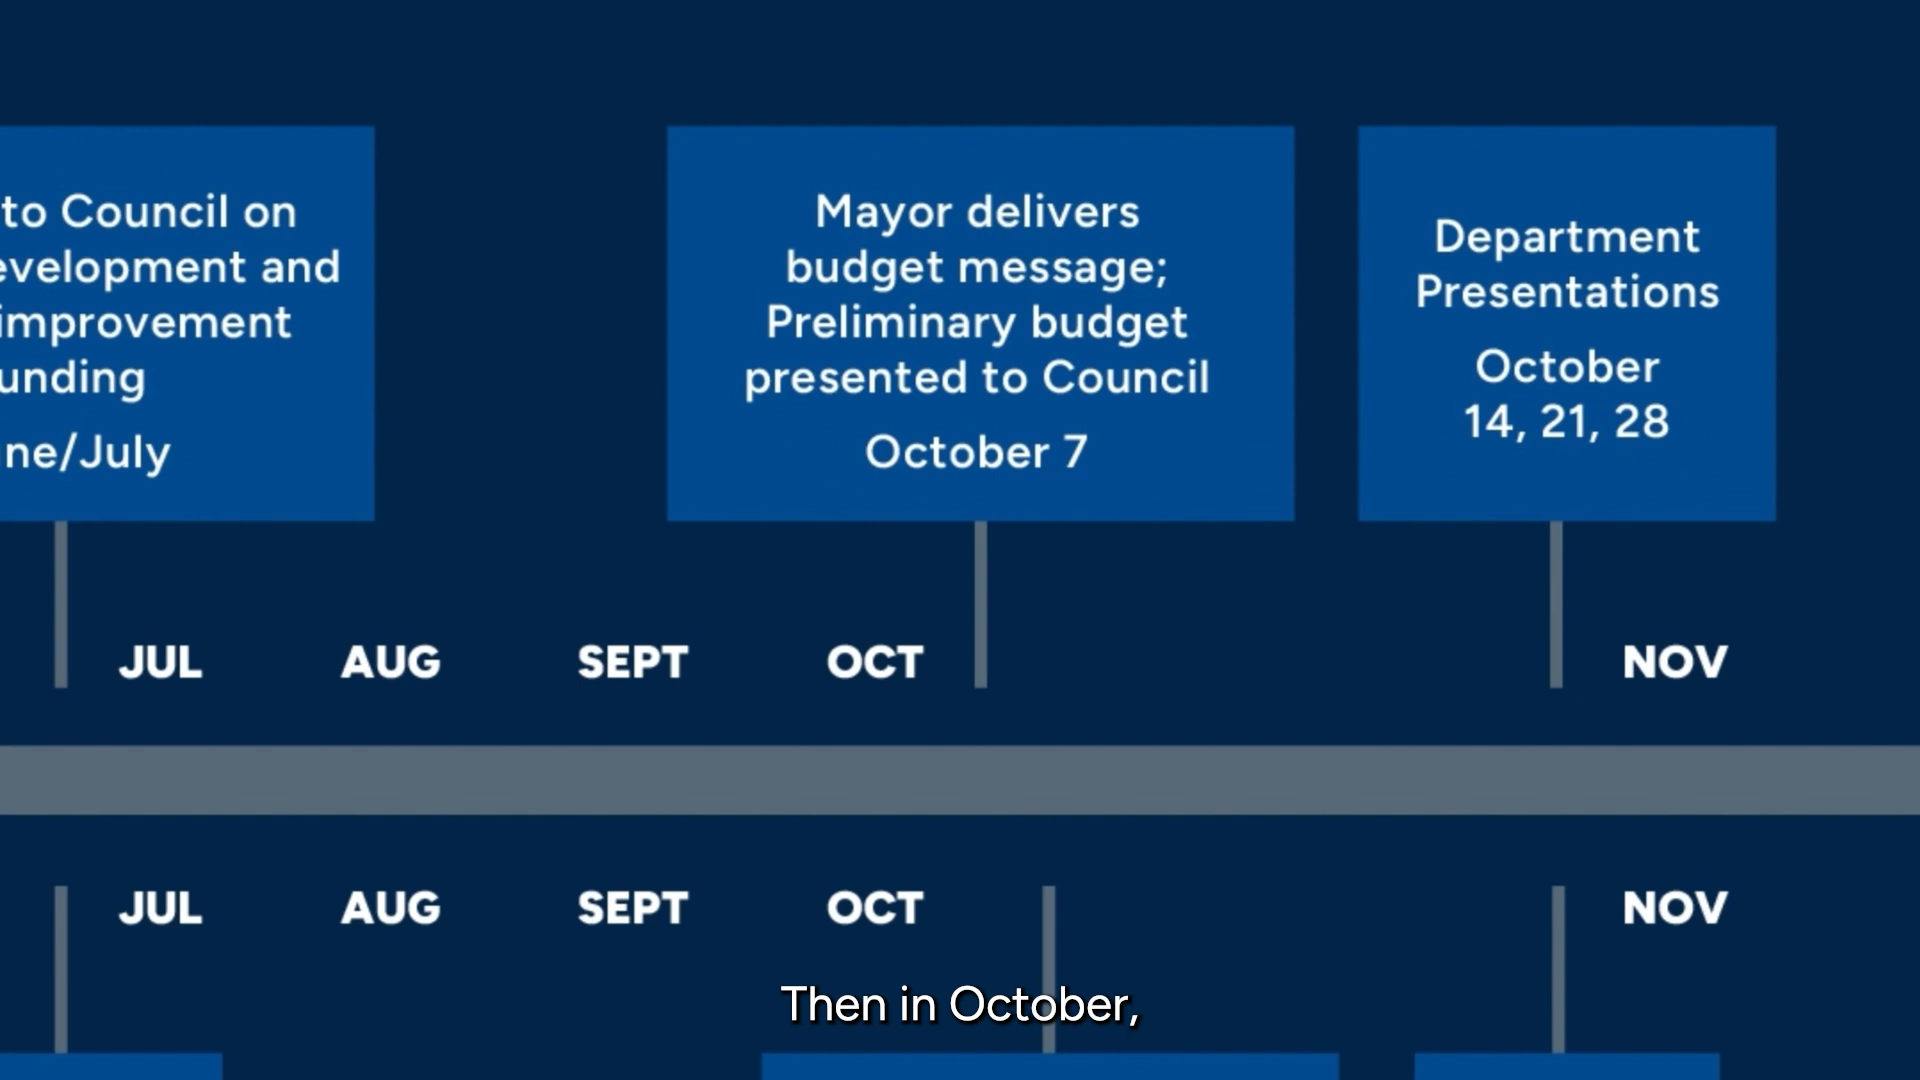 to Council on
evelopment and
improvement
unding
ne/July
Mayor delivers
budget message;
Preliminary budget
presented to Council
October 7
Department
Presentations
October
14, 21, 28
JUL AUG SEPT OCT NOV
JUL AUG SEPT OCT NOV
Then in October,